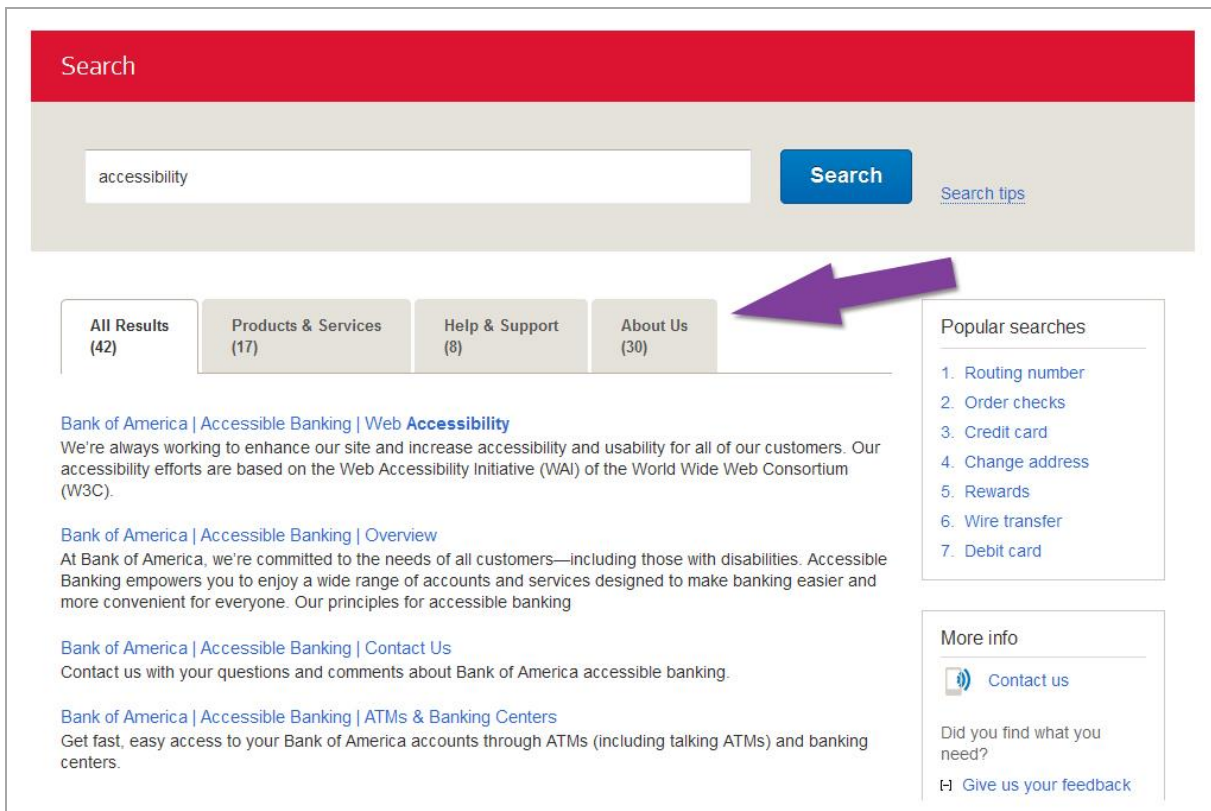 Search
accessibility
Search
Search tips
All Results
(42)
Products & Services
(17)
Help & Support
(8)
About Us
(30)
Bank of America | Accessible Banking | Web Accessibility
We're always working to enhance our site and increase accessibility and usability for all of our customers. Our
accessibility efforts are based on the Web Accessibility Initiative (WAI) of the World Wide Web Consortium
(W3C).
Bank of America | Accessible Banking | Overview
At Bank of America, we're committed to the needs of all customers—including those with disabilities. Accessible
Banking empowers you to enjoy a wide range of accounts and services designed to make banking easier and
more convenient for everyone. Our principles for accessible banking
Bank of America | Accessible Banking | Contact Us
Contact us with your questions and comments about Bank of America accessible banking.
Bank of America | Accessible Banking | ATMs & Banking Centers
Get fast, easy access to your Bank of America accounts through ATMs (including talking ATMs) and banking
centers.
Popular searches
1. Routing number
2. Order checks
3. Credit card
4. Change address
5. Rewards
6. Wire transfer
7. Debit card
More info
Contact us
Did you find what you
need?
[-] Give us your feedback